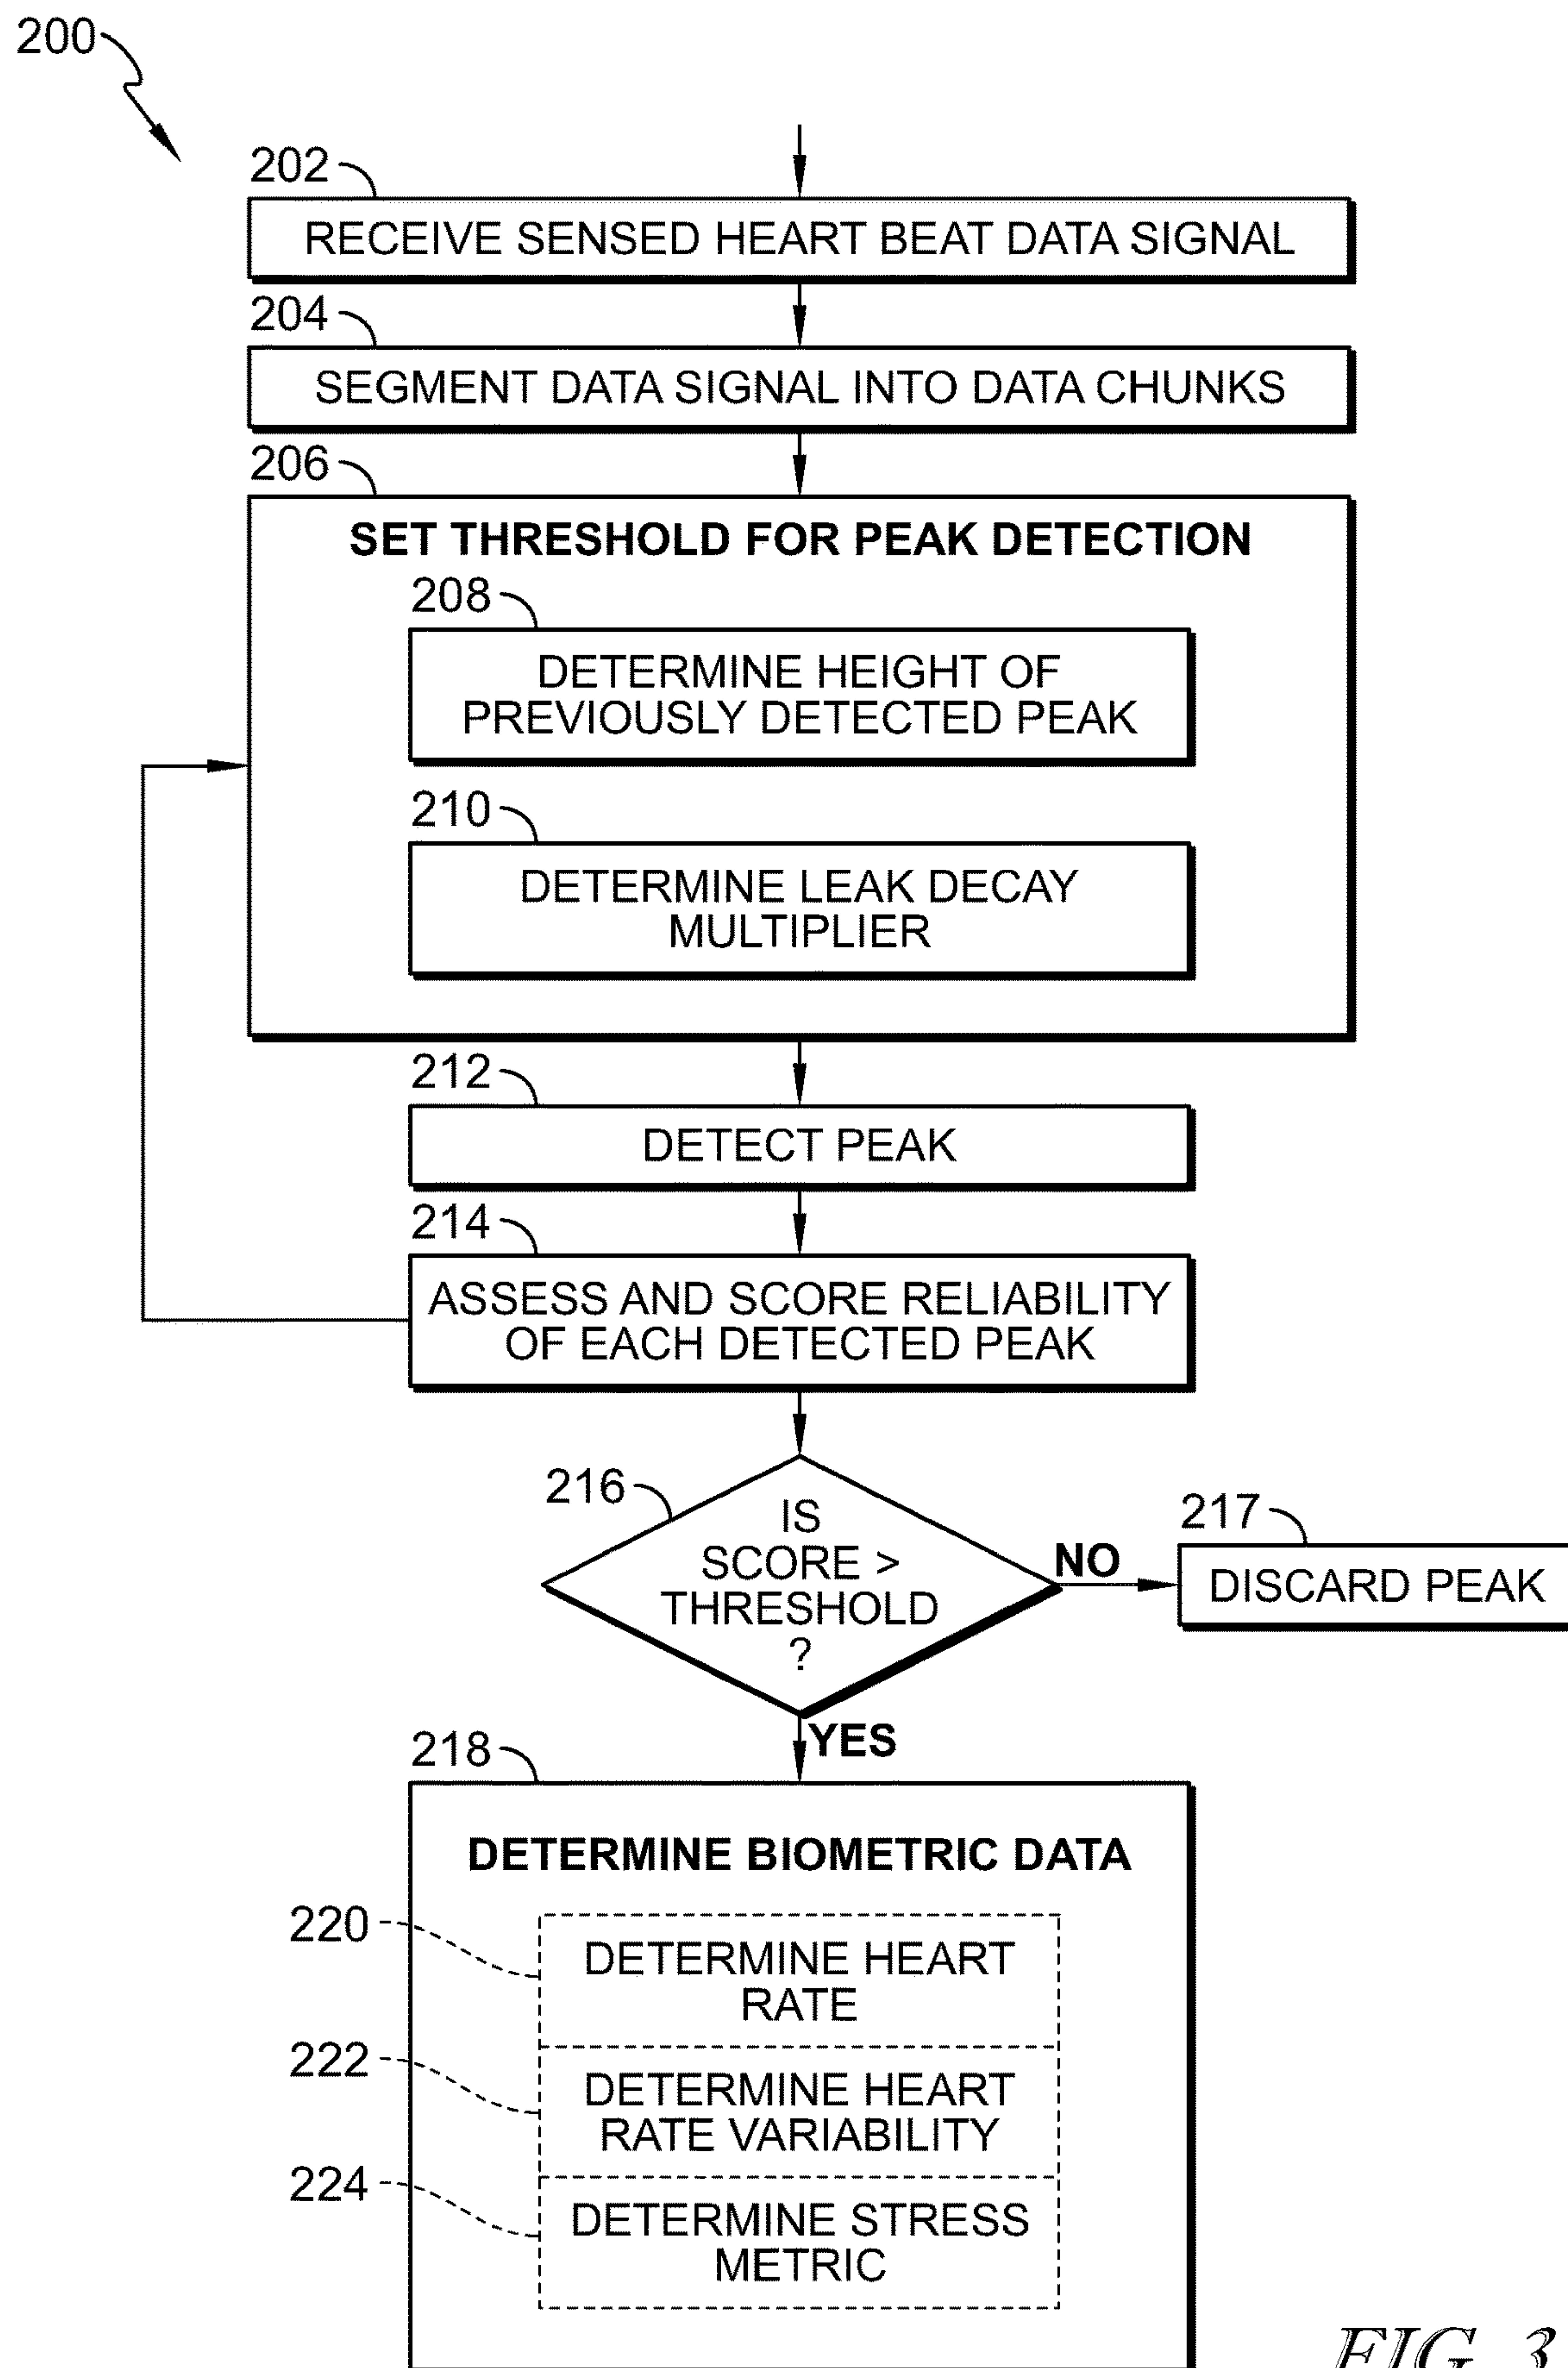 200
202
RECEIVE SENSED HEART BEAT DATA SIGNAL
204
SEGMENT DATA SIGNAL INTO DATA CHUNKS
206
SET THRESHOLD FOR PEAK DETECTION
208
DETERMINE HEIGHT OF
PREVIOUSLY DETECTED PEAK
210
DETERMINE LEAK DECAY
MULTIPLIER
212
DETECT PEAK
214
ASSESS AND SCORE RELIABILITY
OF EACH DETECTED PEAK
216
IS
SCORE >
THRESHOLD
?
NO
217
DISCARD PEAK
YES
218
DETERMINE BIOMETRIC DATA
220
DETERMINE HEART
RATE
222
DETERMINE HEART
RATE VARIABILITY
224
DETERMINE STRESS
METRIC
FIG. 3